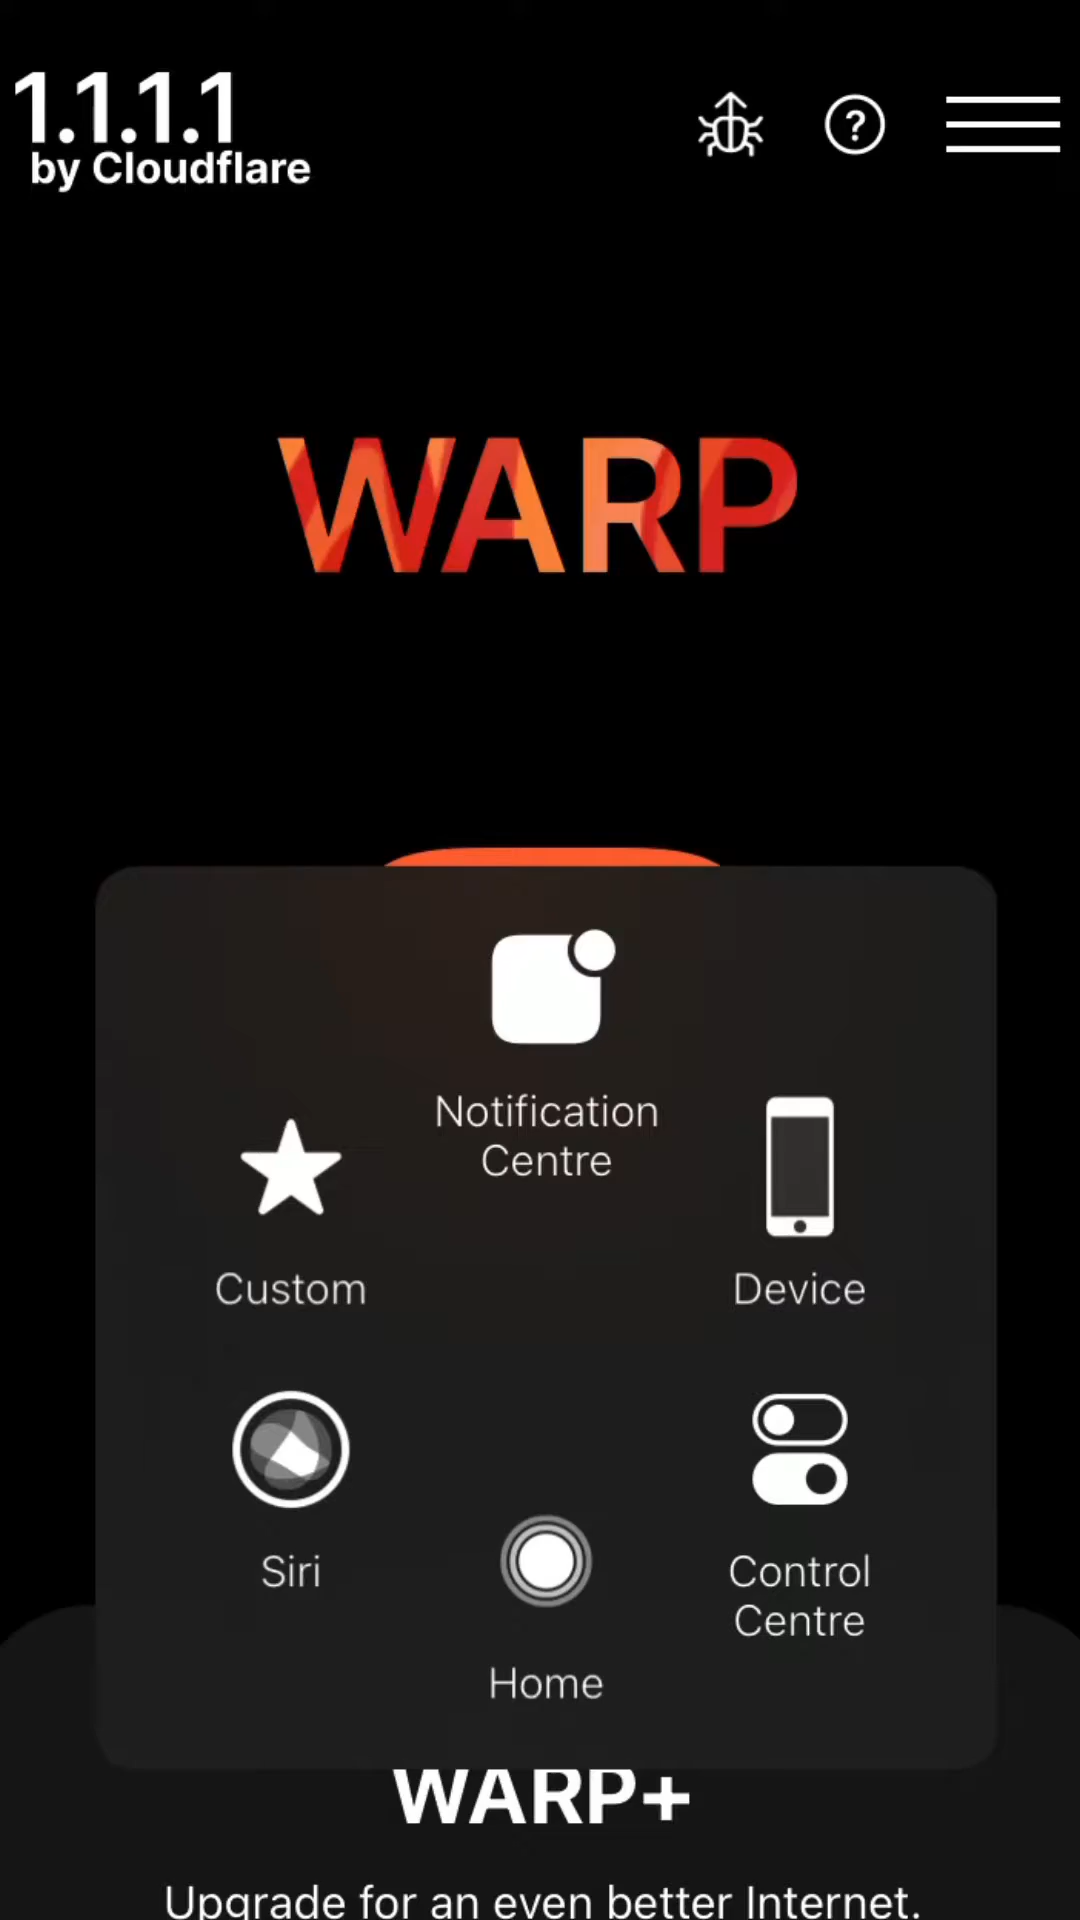 1.1.1.1
by Cloudflare
?
WARP
Notification
Centre
Custom
Device
Siri
Control
Centre
Home
WARP+
Upgrade for an even better Internet.